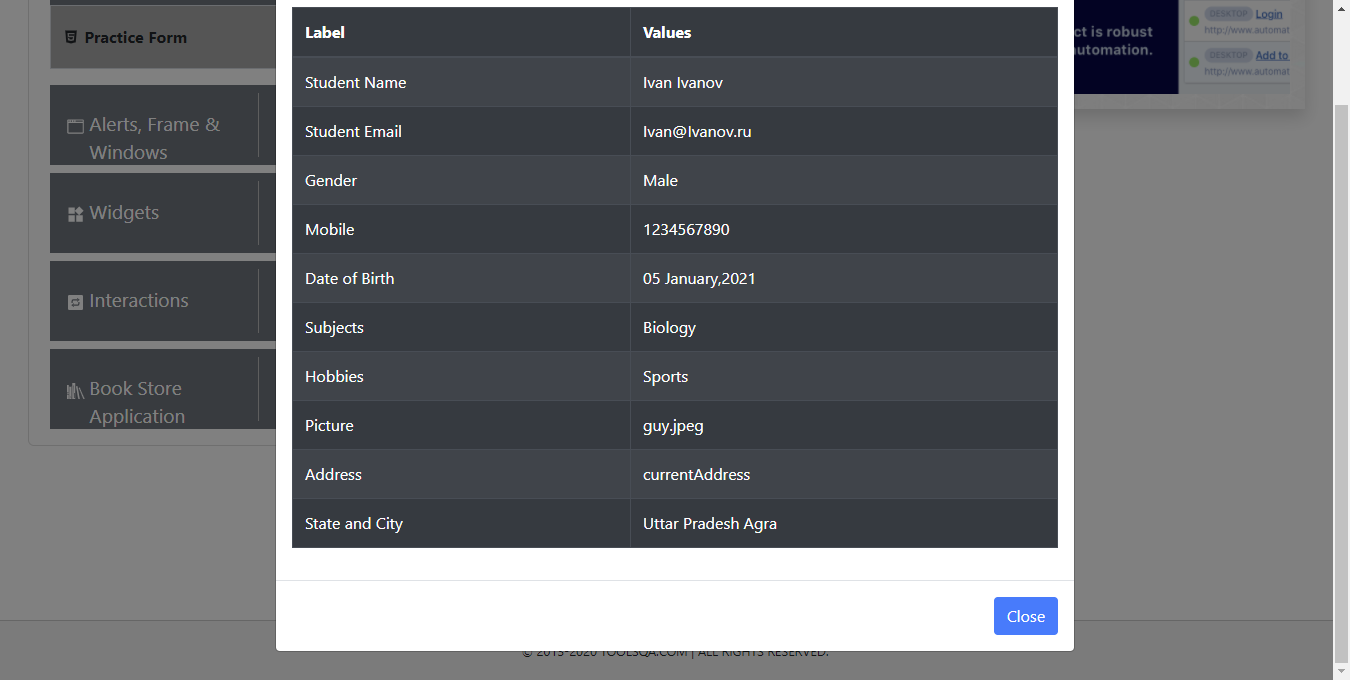 Practice Form
Alerts, Frame &
Windows
Widgets
Interactions
Book Store
Application
Label Values
Student Name Ivan Ivanov
Student Email Ivan@Ivanov.ru
Gender Male
Mobile 1234567890
Date of Birth 05 January,2021
Subjects Biology
Hobbies Sports
Picture guy.jpeg
Address currentAddress
State and City Uttar Pradesh Agra
Close
ct is robust
utomation.
DESKTOP Login
http://www.automat
DESKTOP Add to
http://www.automat
© 2013-2020 TOOLSQA.COM | ALL RIGHTS RESERVED.